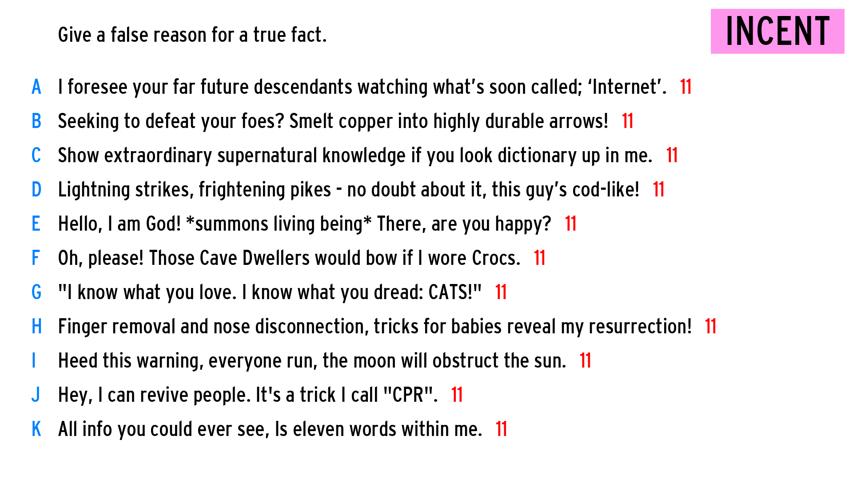 Give a false reason for a true fact.
INCENT
A I foresee your far future descendants watching what's soon called; ‘Internet’. 11
B Seeking to defeat your foes? Smelt copper into highly durable arrows! 11
C Show extraordinary supernatural knowledge if you look dictionary up in me. 11
D Lightning strikes, frightening pikes - no doubt about it, this guy's cod-like! 11
E Hello, I am God! *summons living being* There, are you happy? 11
F Oh, please! Those Cave Dwellers would bow if I wore Crocs. 11
G "I know what you love. I know what you dread: CATS!" 11
H Finger removal and nose disconnection, tricks for babies reveal my resurrection! 11
I Heed this warning, everyone run, the moon will obstruct the sun. 11
J Hey, I can revive people. It's a trick I call "CPR". 11
K All info you could ever see, Is eleven words within me. 11